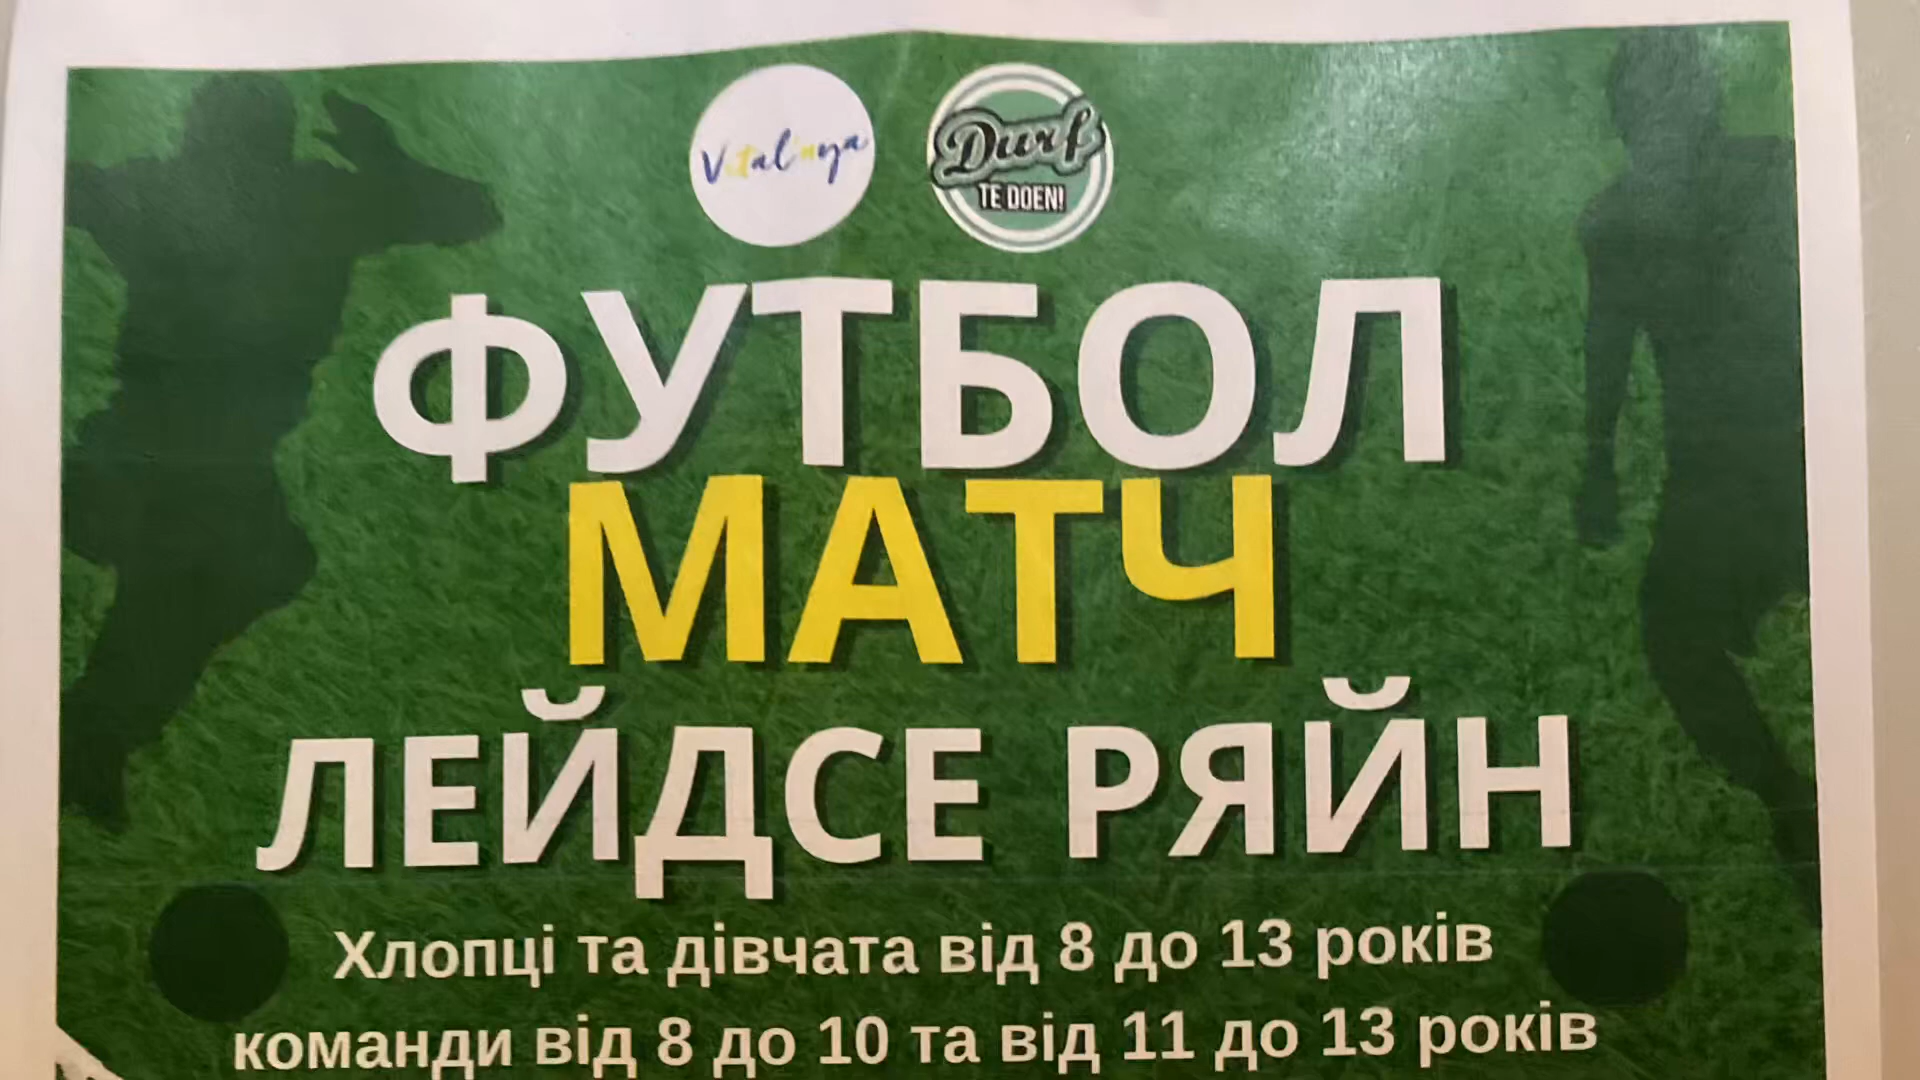 Vitalnya
Durf
TE DOEN!
ФУТБОЛ
МАТЧ
ЛЕЙДСЕ РЯЙН
Хлопці та дівчата від 8 до 13 років
команди від 8 до 10 та від 11 до 13 років